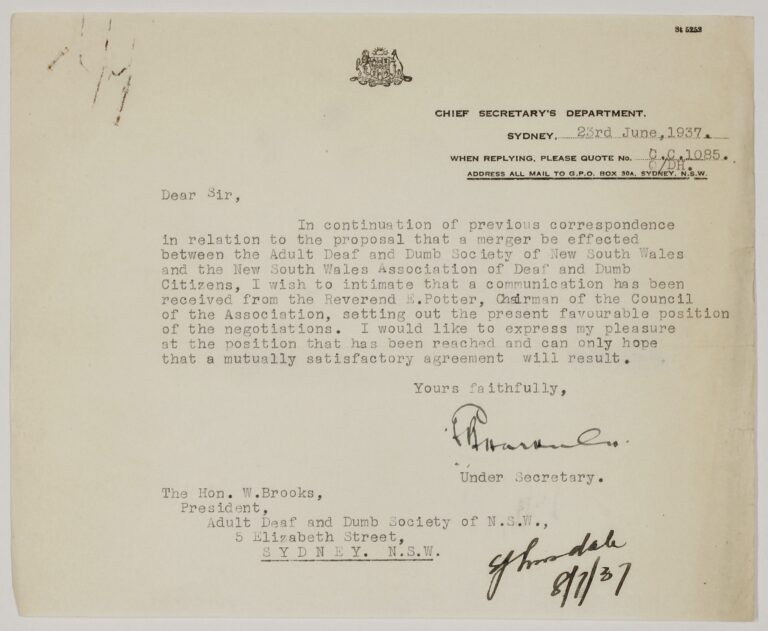 St 5252
CHIEF SECRETARY'S DEPARTMENT.
SYDNEY, 23rd June, 1937.
WHEN REPLYING, PLEASE QUOTE No. C.C.1085.
6/DH.
ADDRESS ALL MAIL TO G.P.O. BOX 30A, SYDNEY, N.S.W.
Dear Sir,
In continuation of previous correspondence
in relation to the proposal that a merger be effected
between the Adult Deaf and Dumb Society of New South Wales
and the New South Wales Association of Deaf and Dumb
Citizens, I wish to intimate that a communication has been
received from the Reverend E.Potter, Chairman of the Council
of the Association, setting out the present favourable position
of the negotiations. I would like to express my pleasure
at the position that has been reached and can only hope
that a mutually satisfactory agreement will result.
Yours faithfully,
Under Secretary.
The Hon. W.Brooks,
President,
Adult Deaf and Dumb Society of N.S.W.,
5 Elizabeth Street,
SYDNEY. N.S.W.
8/7/37